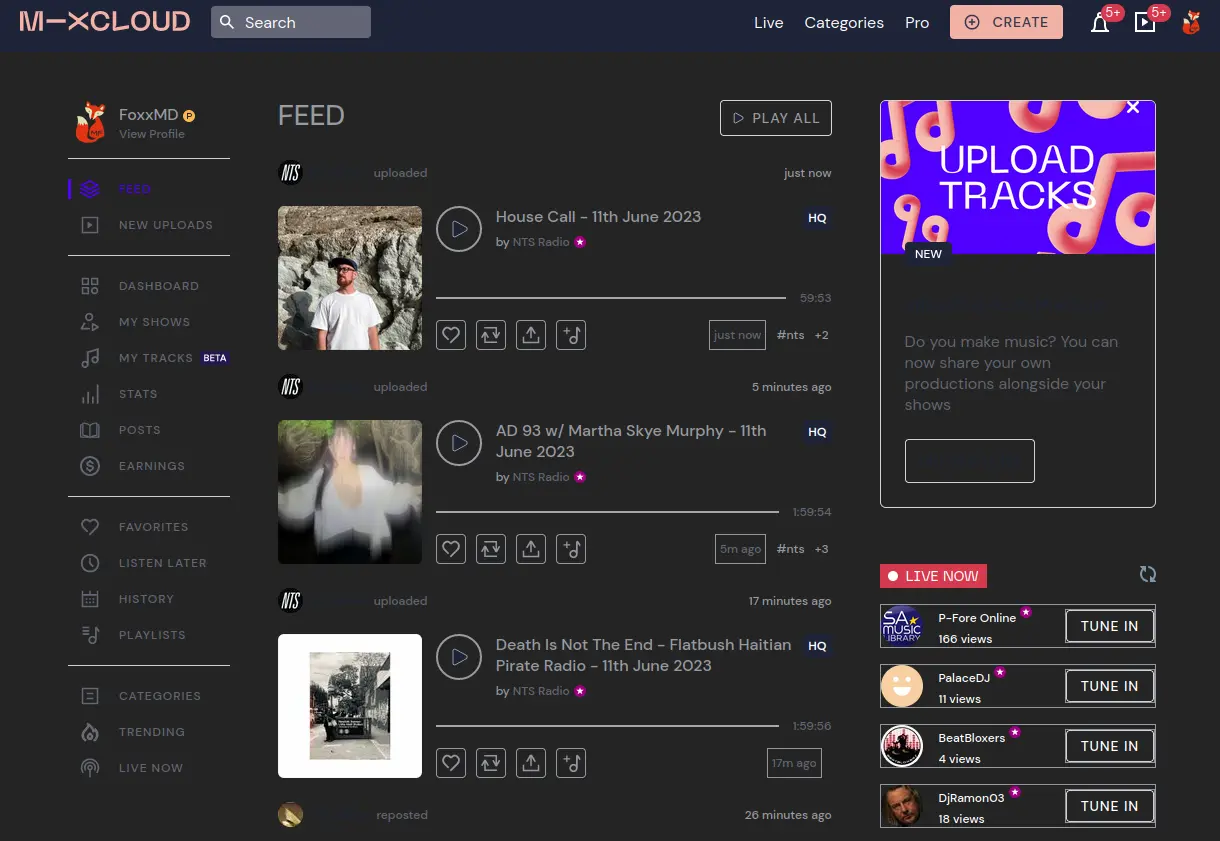 M—XCLOUD
Search
Live
Categories
Pro
CREATE
5+
5+
FoxxMD P
View Profile
FEED
NEW UPLOADS
DASHBOARD
MY SHOWS
MY TRACKS BETA
STATS
POSTS
EARNINGS
FAVORITES
LISTEN LATER
HISTORY
PLAYLISTS
CATEGORIES
TRENDING
LIVE NOW
FEED
PLAY ALL
NTS uploaded just now
House Call - 11th June 2023 HQ
by NTS Radio
59:53
just now #nts +2
NTS uploaded 5 minutes ago
AD 93 w/ Martha Skye Murphy - 11th HQ
June 2023
by NTS Radio
1:59:54
5m ago #nts +3
NTS uploaded 17 minutes ago
Death Is Not The End - Flatbush Haitian HQ
Pirate Radio - 11th June 2023
by NTS Radio
1:59:56
17m ago
reposted 26 minutes ago
UPLOAD
TRACKS
NEW
Do you make music? You can
now share your own
productions alongside your
shows
LIVE NOW
SA
MUSIC
LIBRARY
P-Fore Online
166 views
TUNE IN
PalaceDJ
11 views
TUNE IN
BeatBloxers
4 views
TUNE IN
DjRamon03
18 views
TUNE IN